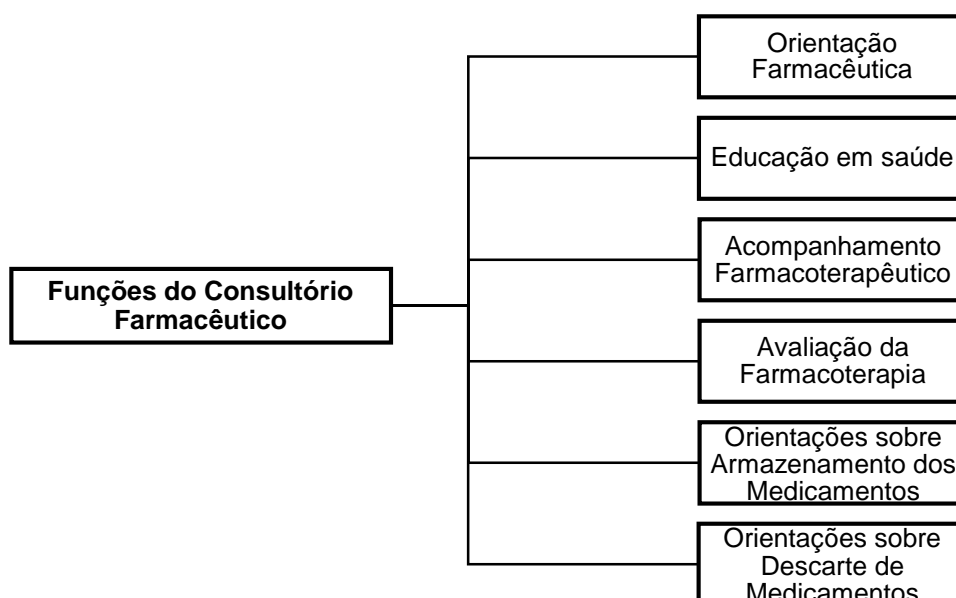 Orientação
Farmacêutica
Educação em saúde
Acompanhamento
Farmacoterapêutico
Funções do Consultório
Farmacêutico
Avaliação da
Farmacoterapia
Orientações sobre
Armazenamento dos
Medicamentos
Orientações sobre
Descarte de
Medicamentos